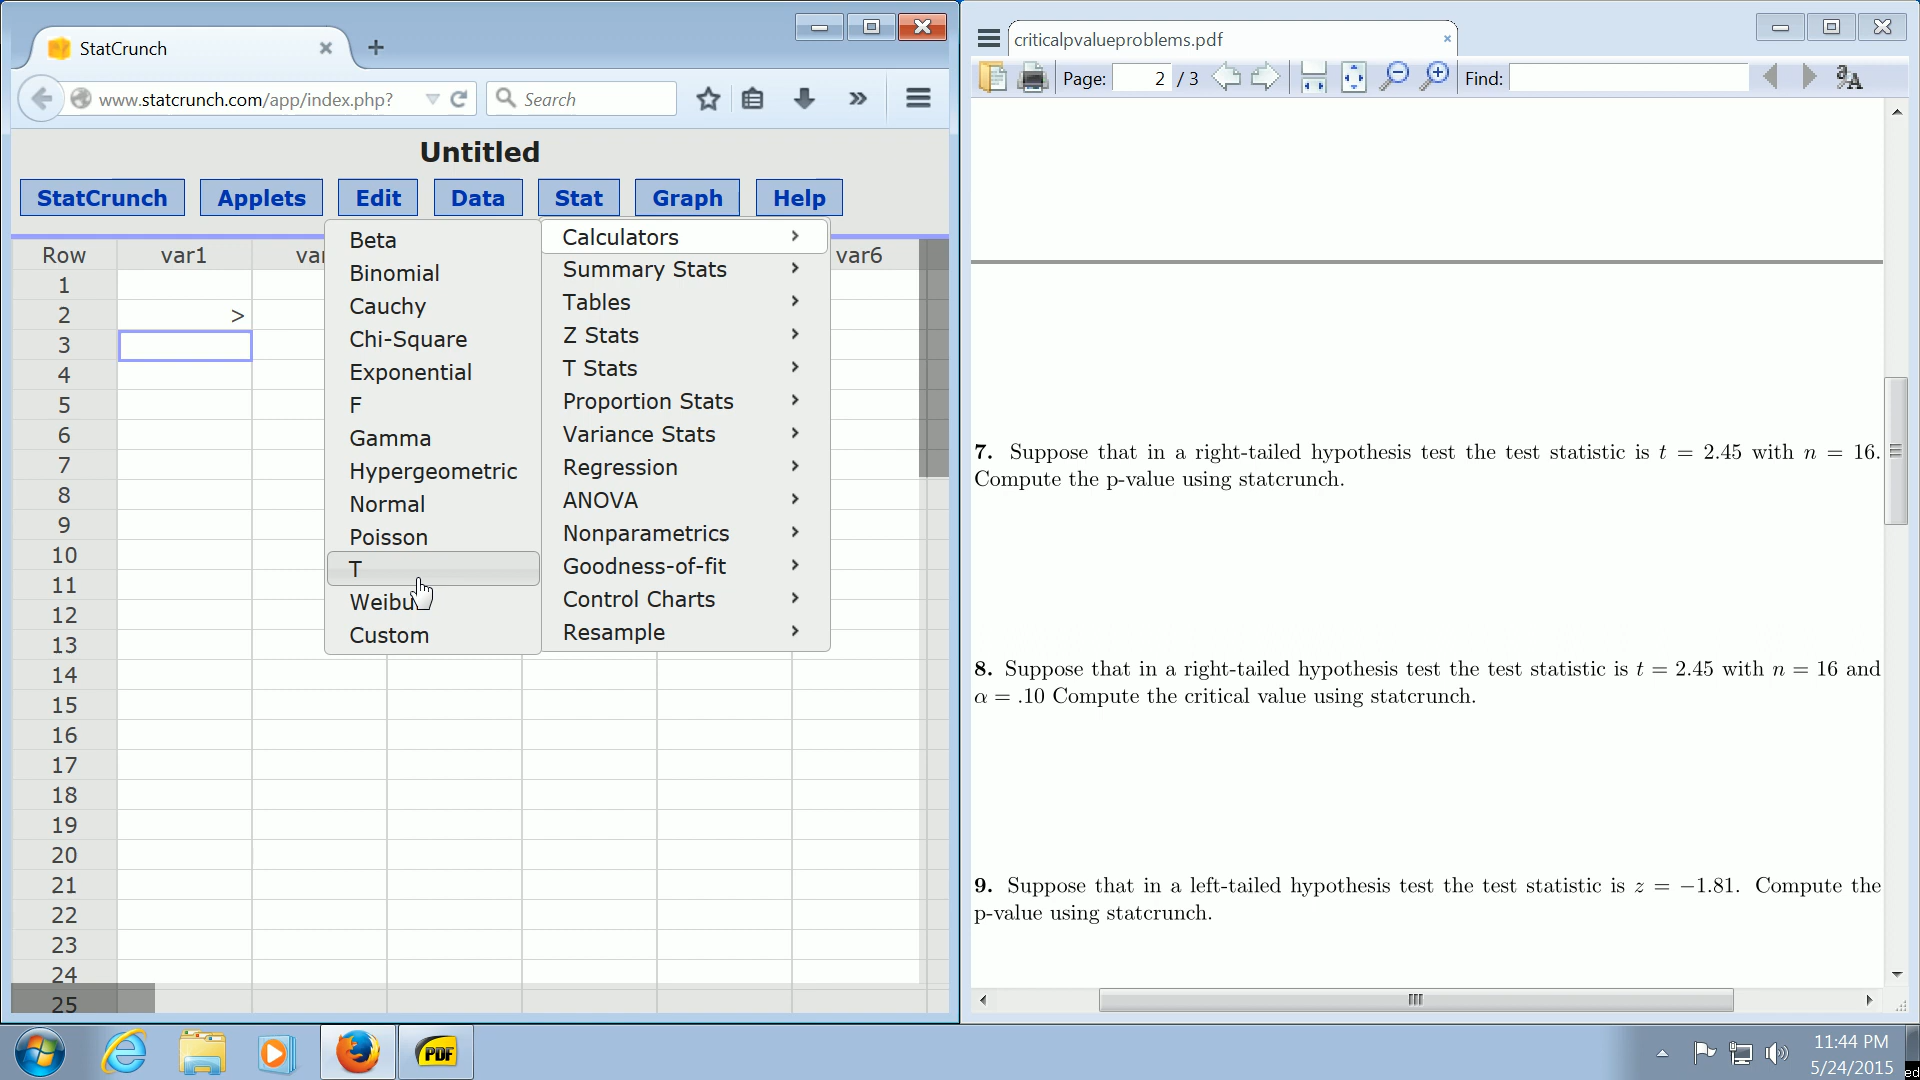 StatCrunch
www.statcrunch.com/app/index.php?
Search
Untitled
StatCrunch Applets Edit Data Stat Graph Help
Row var1 var6
1
2 >
3
4
5
6
7
8
9
10
11
12
13
14
15
16
17
18
19
20
21
22
23
24
25
Beta
Binomial
Cauchy
Chi-Square
Exponential
F
Gamma
Hypergeometric
Normal
Poisson
T
Custom
Calculators
Summary Stats
Tables
Z Stats
T Stats
Proportion Stats
Variance Stats
Regression
ANOVA
Nonparametrics
Goodness-of-fit
Control Charts
Resample
criticalpvalueproblems.pdf
Page: 2 / 3 Find:
7. Suppose that in a right-tailed hypothesis test the test statistic is t = 2.45 with n = 16.
Compute the p-value using statcrunch.
8. Suppose that in a right-tailed hypothesis test the test statistic is t = 2.45 with n = 16 and
α = .10 Compute the critical value using statcrunch.
9. Suppose that in a left-tailed hypothesis test the test statistic is z = −1.81. Compute the
p-value using statcrunch.
PDF
11:44 PM
5/24/2015
ed